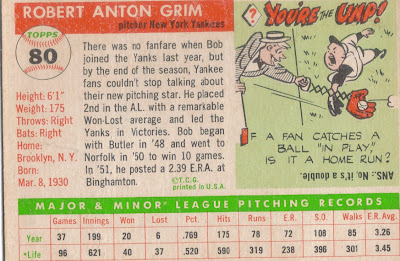 ROBERT ANTON GRIM
pitcher New York Yankees
TOPPS
80
Height: 6'1"
Weight: 175
Throws: Right
Bats: Right
Home:
Brooklyn, N. Y.
Born:
Mar. 8, 1930
There was no fanfare when Bob
joined the Yanks last year,
but by the end of the season, Yankee
fans couldn't stop talking about
their new pitching star. He placed
2nd in the A.L. with a remarkable
Won-Lost average and led the
Yanks in Victories. Bob began
with Butler in '48 and went to
Norfolk in '50 to win 10 games.
In '51, he posted a 2.39 E.R.A. at
Binghamton.
©T.C.G.
printed in U.S.A.
?
YOU'RE THE UMP!
IF A FAN CATCHES A
BALL "IN PLAY,"
IS IT A HOME RUN?
ANS.: No, it's a double.
MAJOR & MINOR LEAGUE PITCHING RECORDS
Games Innings Won Lost Pct. Hits Runs E.R. S.O. Walks E.R. Avg.
Year 37 199 20 6 .769 175 78 72 108 85 3.26
*Life 96 621 40 37 .520 590 319 238 396 301 3.45